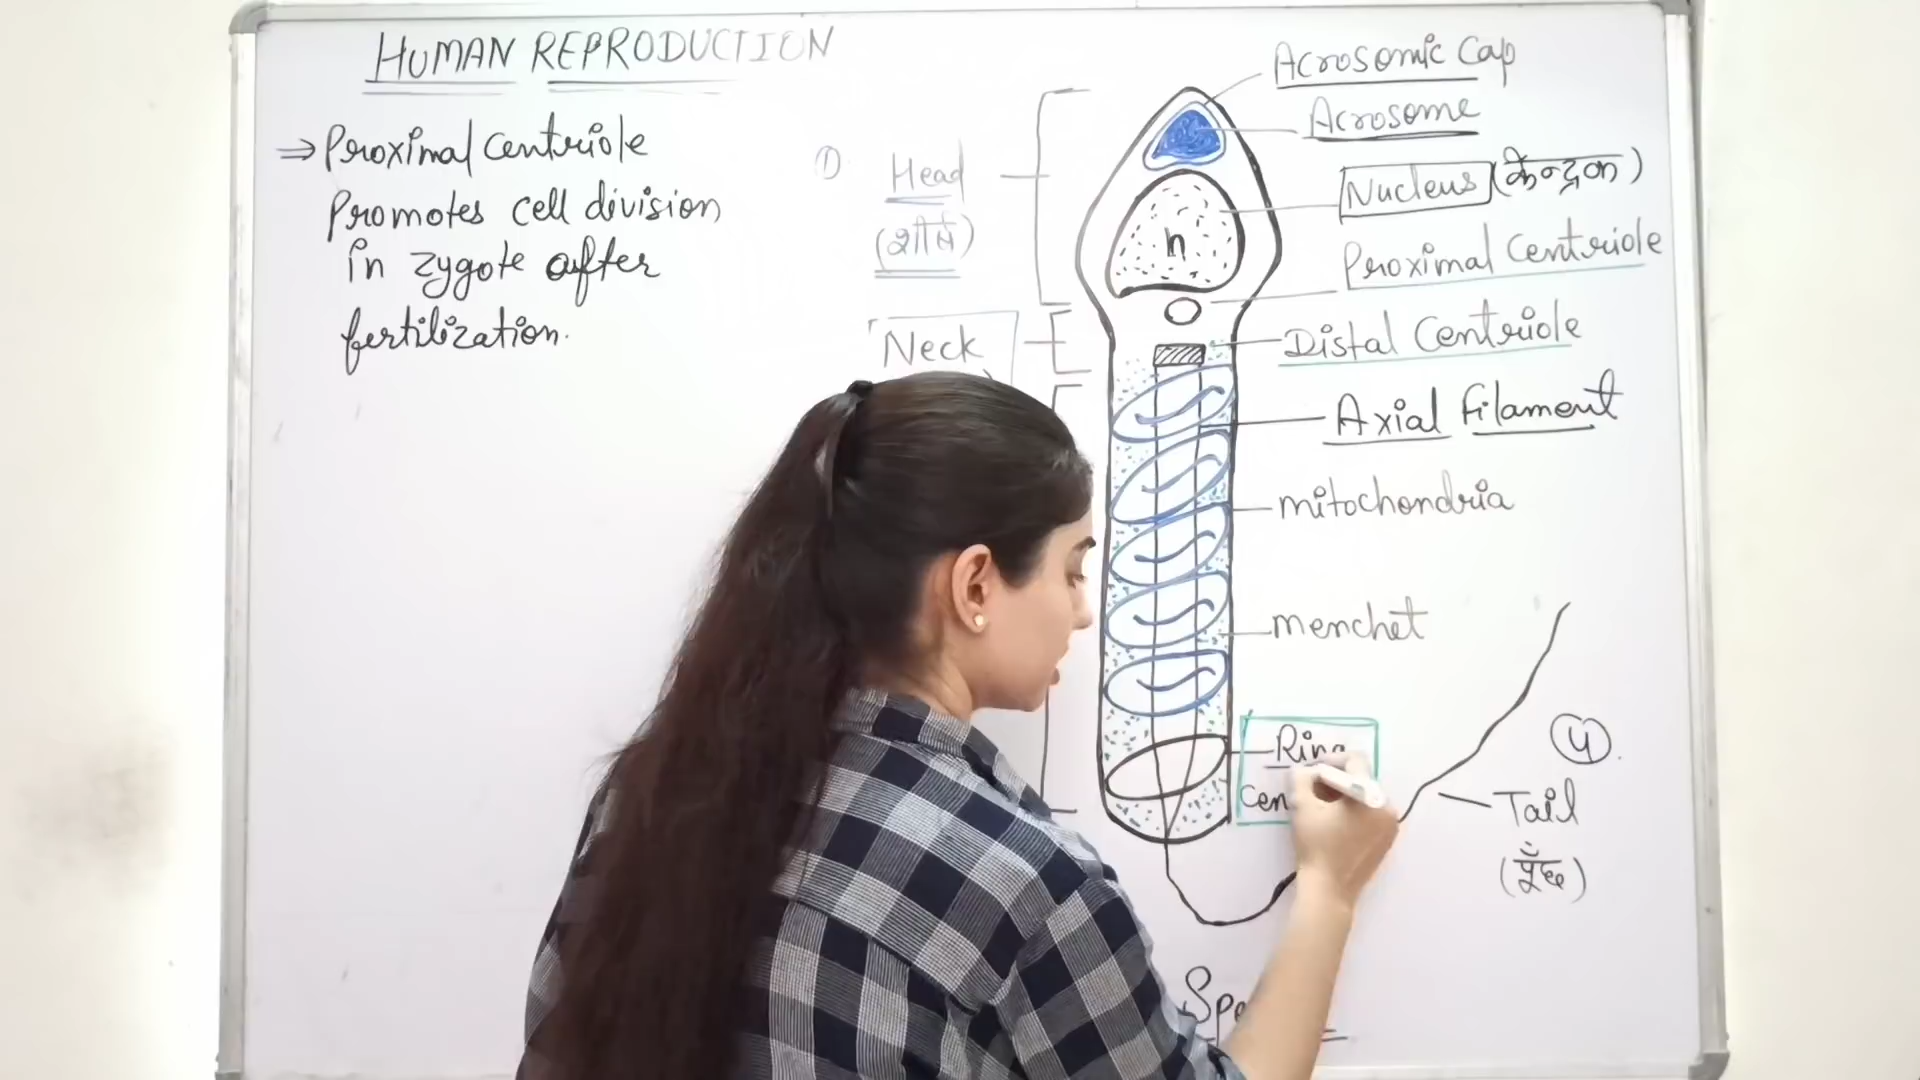 HUMAN REPRODUCTION
⇒ Proximal Centriole
Promotes cell division
in zygote after
fertilization.
①
Head
(शीर्ष)
Neck
Acrosomic Cap
Acrosome
Nucleus (केन्द्रक)
n
Proximal Centriole
Distal Centriole
Axial filament
mitochondria
menchet
Ring
④
Tail
(पूँछ)